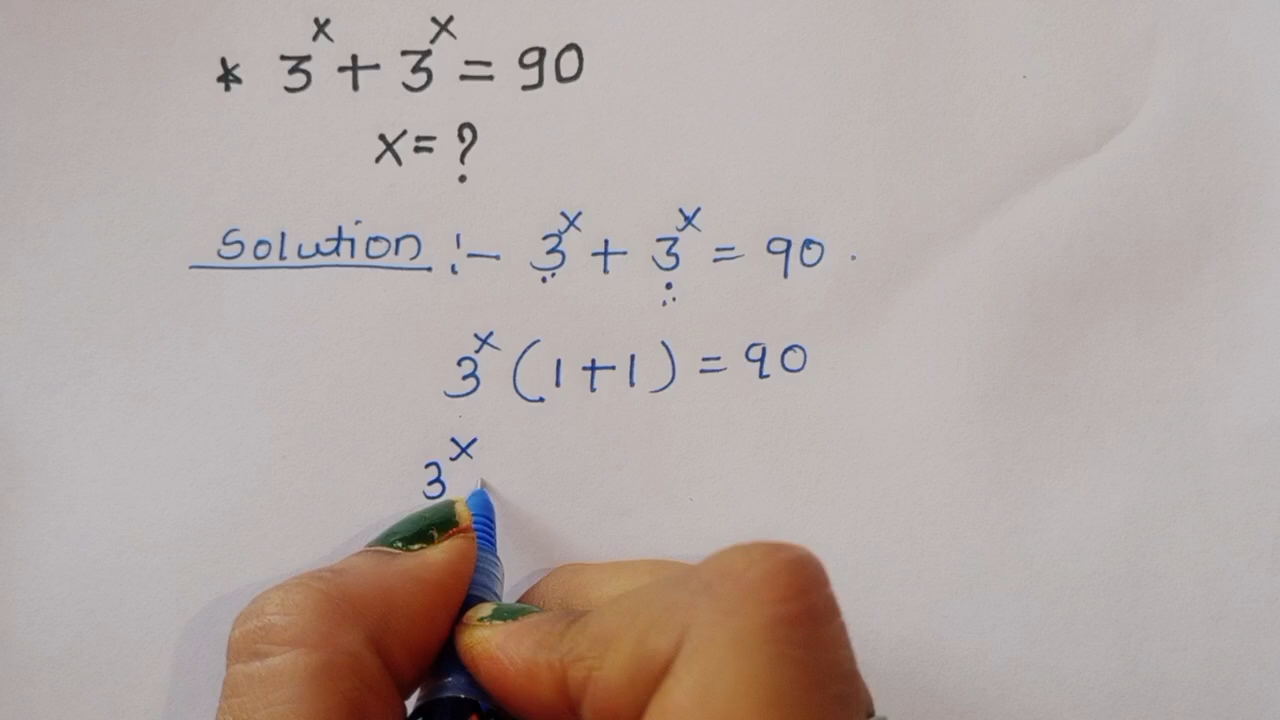 * 3^x + 3^x = 90
x = ?
Solution :- 3^x + 3^x = 90.
3^x (1+1) = 90
3^x